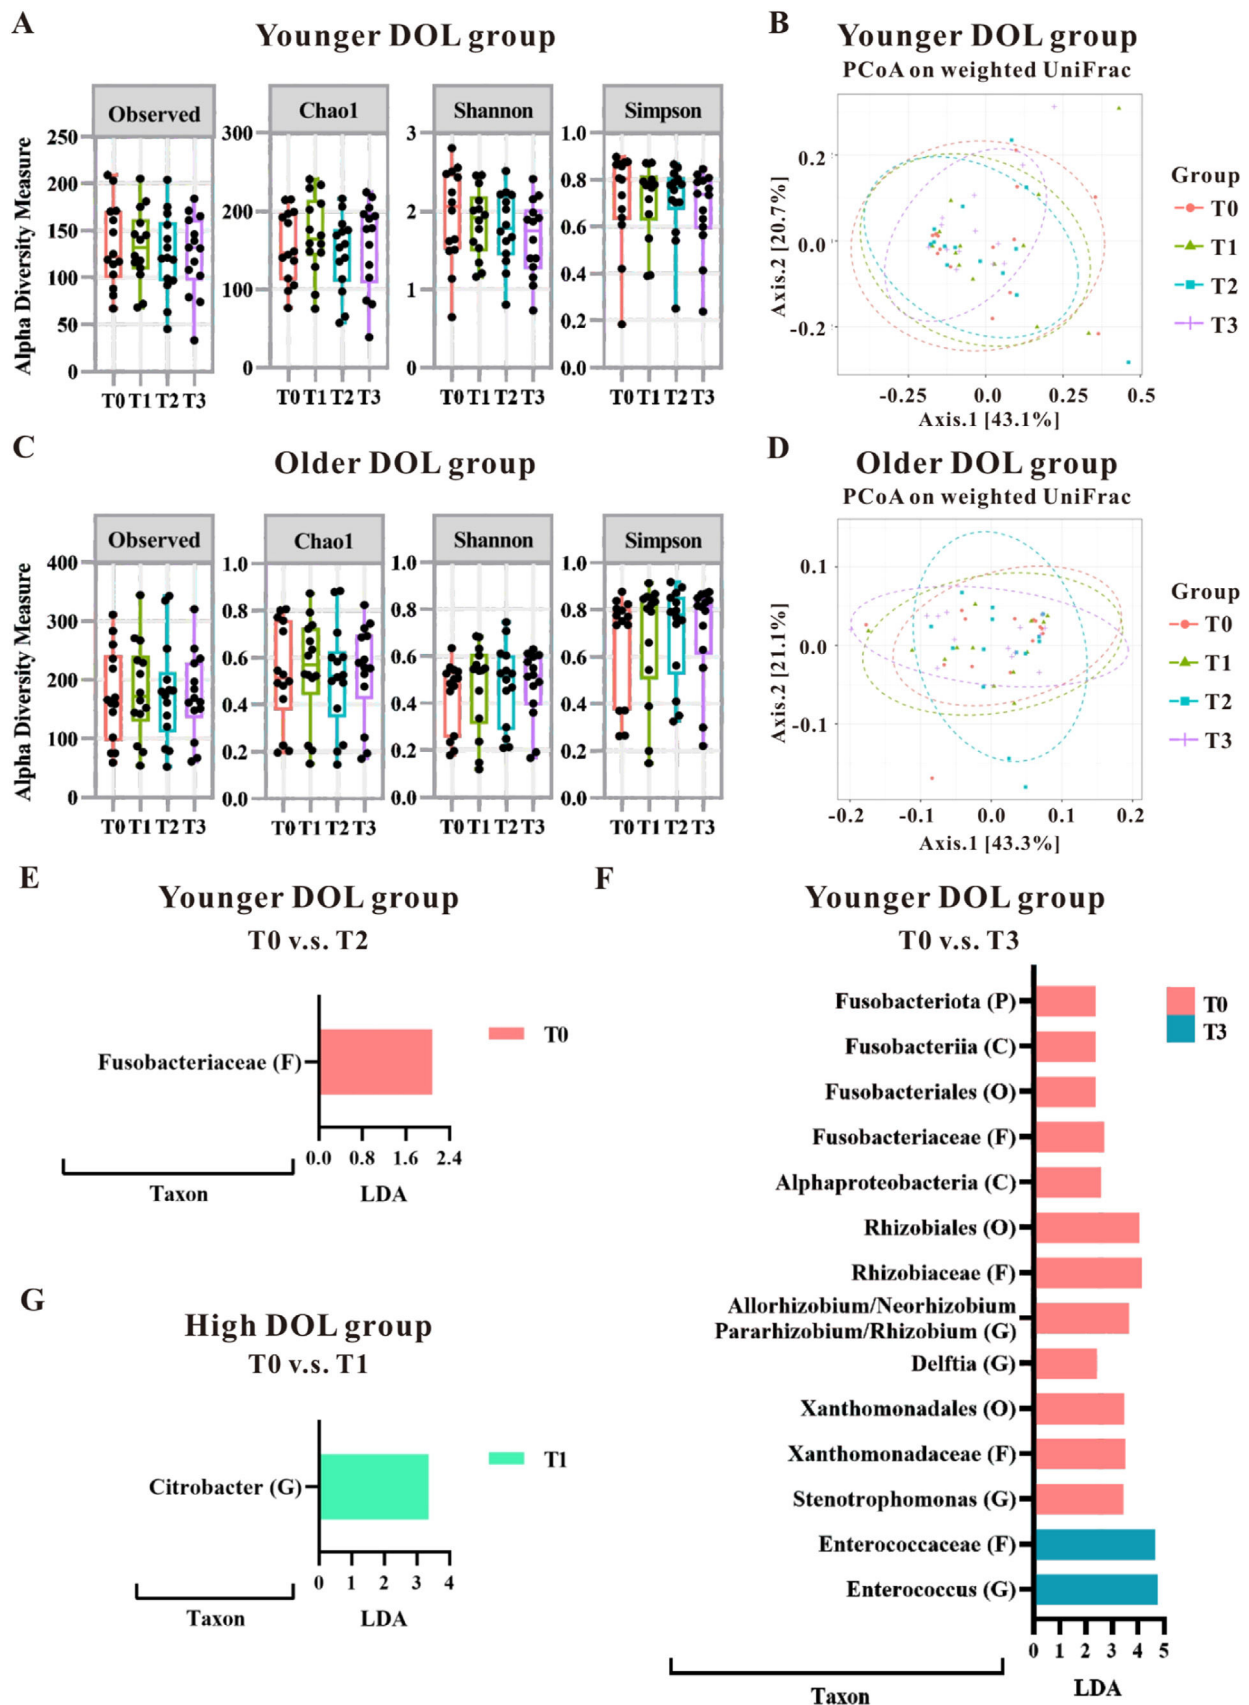 A
Younger DOL group
Observed
Chao1
Shannon
Simpson
Alpha Diversity Measure
250
200
150
100
50
0
300
200
100
0
3
2
1
0
1.0
0.8
0.6
0.4
0.2
0.0
T0 T1 T2 T3
T0 T1 T2 T3
T0 T1 T2 T3
T0 T1 T2 T3
B
Younger DOL group
PCoA on weighted UniFrac
Axis.2 [20.7%]
0.2
0.0
-0.2
-0.25
0.0
0.25
0.5
Axis.1 [43.1%]
Group
T0
T1
T2
T3
C
Older DOL group
Observed
Chao1
Shannon
Simpson
Alpha Diversity Measure
400
300
200
100
0
1.0
0.8
0.6
0.4
0.2
0.0
1.0
0.8
0.6
0.4
0.2
0.0
1.0
0.8
0.6
0.4
0.2
0.0
T0 T1 T2 T3
T0 T1 T2 T3
T0 T1 T2 T3
T0 T1 T2 T3
D
Older DOL group
PCoA on weighted UniFrac
Axis.2 [21.1%]
0.1
0.0
-0.1
-0.2
-0.1
0.0
0.1
0.2
Axis.1 [43.3%]
Group
T0
T1
T2
T3
E
Younger DOL group
T0 v.s. T2
Fusobacteriaceae (F)
T0
0.0 0.8 1.6 2.4
Taxon
LDA
F
Younger DOL group
T0 v.s. T3
Fusobacteriota (P)
Fusobacteriia (C)
Fusobacteriales (O)
Fusobacteriaceae (F)
Alphaproteobacteria (C)
Rhizobiales (O)
Rhizobiaceae (F)
Allorhizobium/Neorhizobium
Pararhizobium/Rhizobium (G)
Delftia (G)
Xanthomonadales (O)
Xanthomonadaceae (F)
Stenotrophomonas (G)
Enterococcaceae (F)
Enterococcus (G)
T0
T3
0 1 2 3 4 5
Taxon
LDA
G
High DOL group
T0 v.s. T1
Citrobacter (G)
T1
0 1 2 3 4
Taxon
LDA